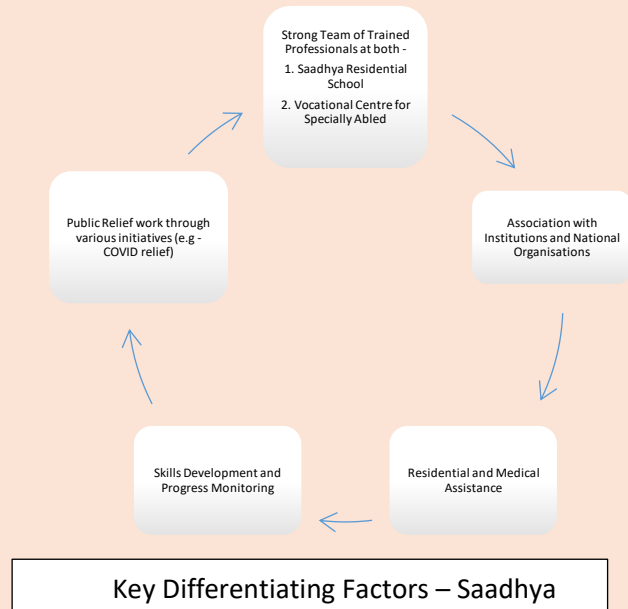 Strong Team of Trained
Professionals at both -
1. Saadhya Residential
School
2. Vocational Centre for
Specially Abled
Association with
Institutions and National
Organisations
Residential and Medical
Assistance
Skills Development and
Progress Monitoring
Public Relief work through
various initiatives (e.g -
COVID relief)
Key Differentiating Factors – Saadhya